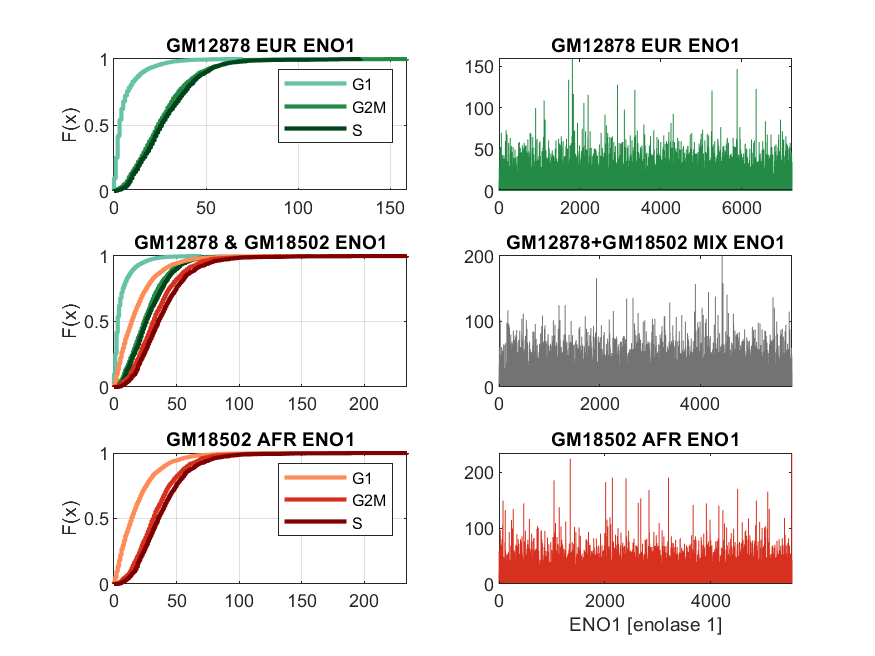 GM12878 EUR ENO1
1
0.5
0
F(x)
0 50 100 150
G1
G2M
S
GM12878 EUR ENO1
150
100
50
0
0 2000 4000 6000
GM12878 & GM18502 ENO1
1
0.5
0
F(x)
0 50 100 150 200
GM12878+GM18502 MIX ENO1
200
100
0
0 2000 4000
GM18502 AFR ENO1
1
0.5
0
F(x)
0 50 100 150 200
G1
G2M
S
GM18502 AFR ENO1
200
100
0
0 2000 4000
ENO1 [enolase 1]